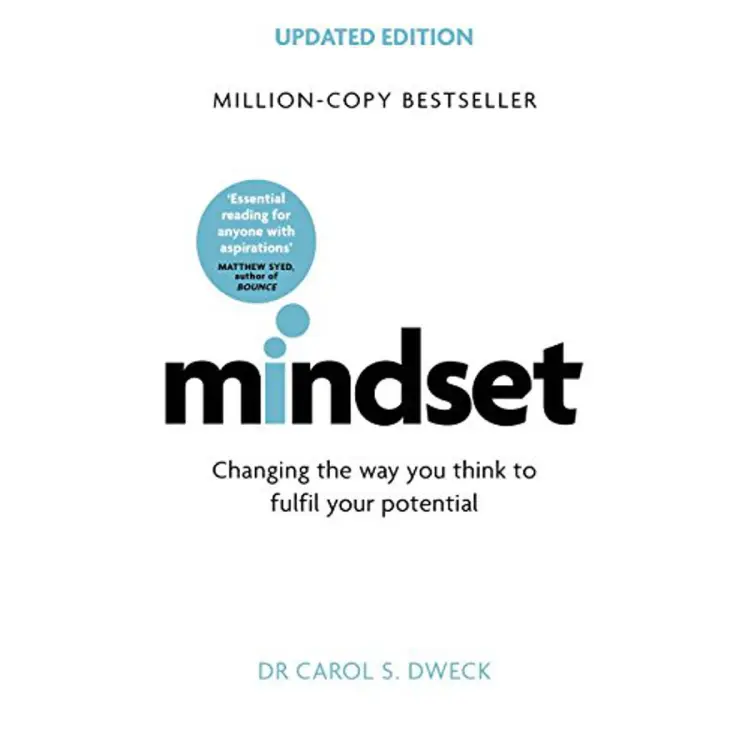 UPDATED EDITION
MILLION-COPY BESTSELLER
‘Essential
reading for
anyone with
aspirations’
MATTHEW SYED,
author of
BOUNCE
mindset
Changing the way you think to
fulfil your potential
DR CAROL S. DWECK